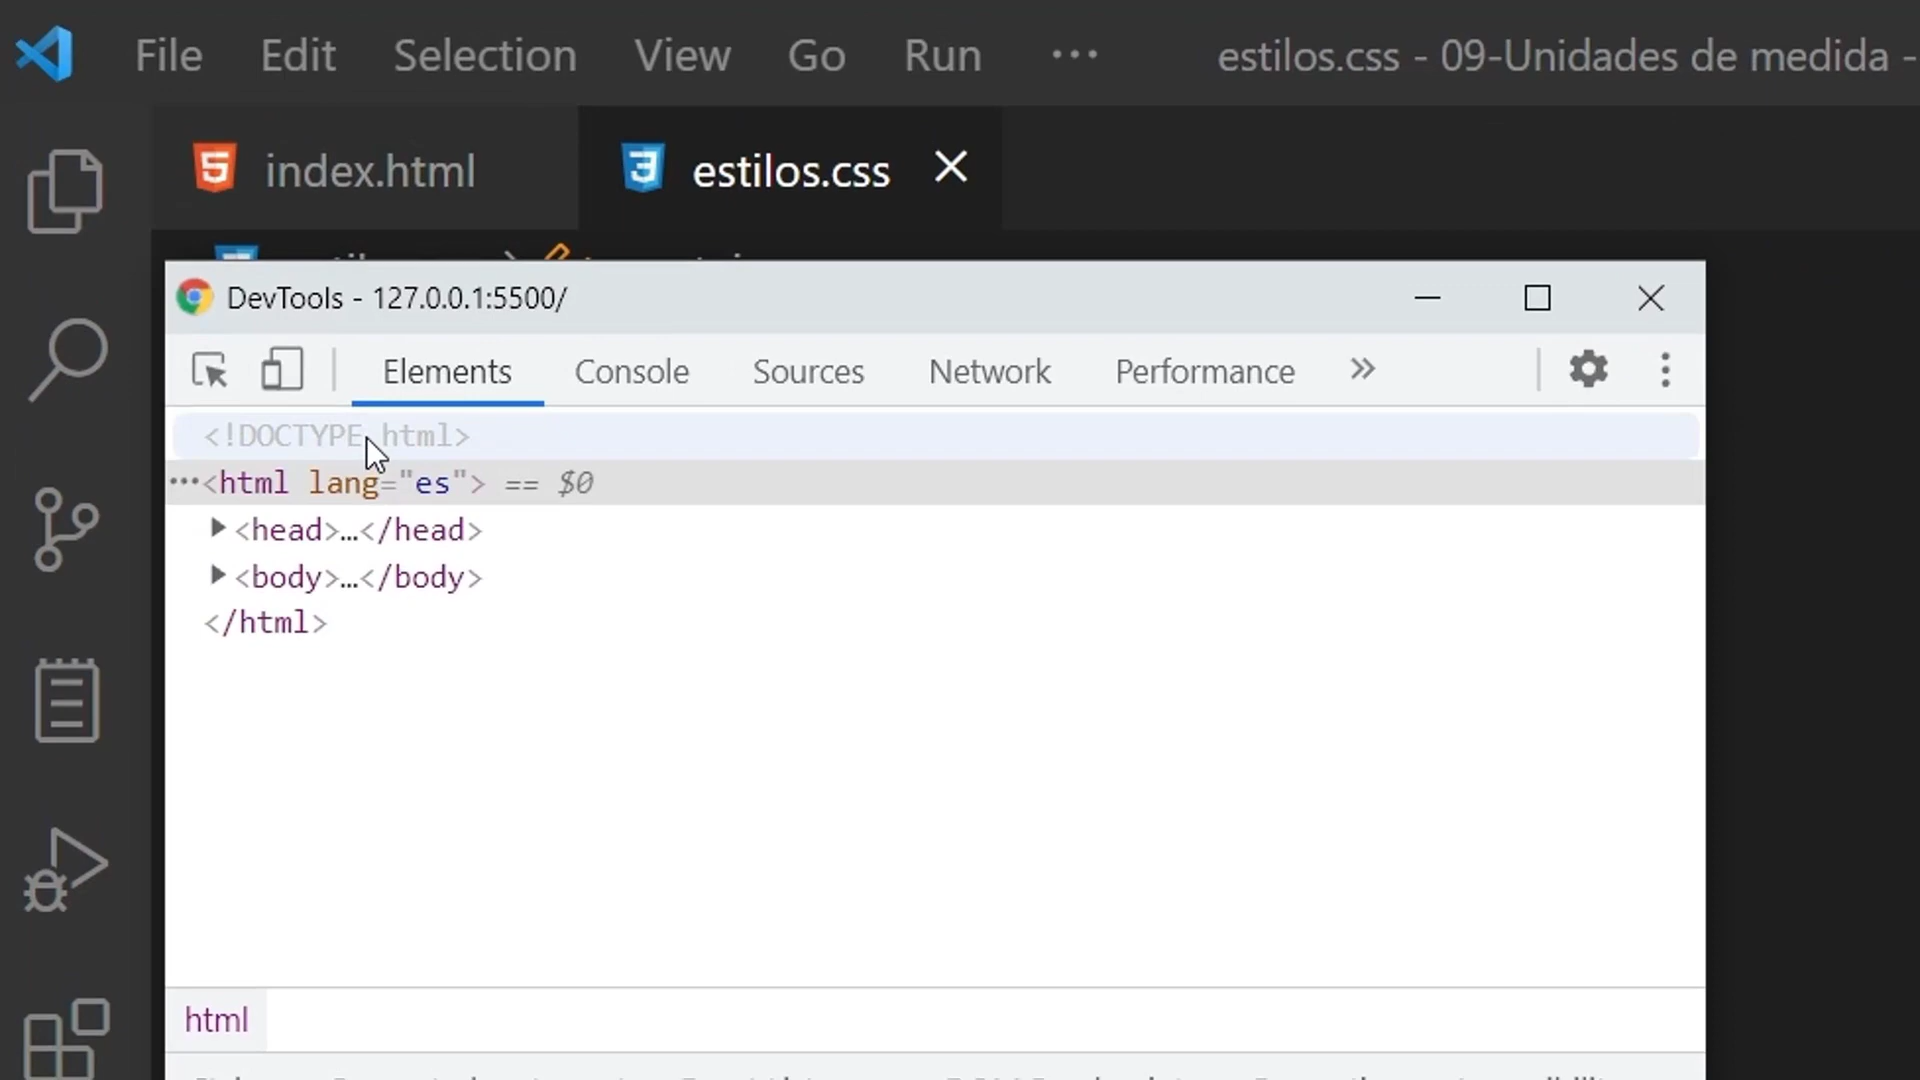 File Edit Selection View Go Run ··· estilos.css - 09-Unidades de medida -
index.html estilos.css
DevTools - 127.0.0.1:5500/
Elements Console Sources Network Performance »
<!DOCTYPE html>
···<html lang="es"> == $0
<head>…</head>
<body>…</body>
</html>
html